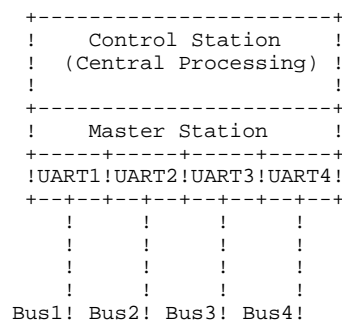 +-----------------------+
!    Control Station    !
!  (Central Processing) !
!                       !
+-----------------------+
!    Master Station     !
+-----+-----+-----+-----+
!UART1!UART2!UART3!UART4!
+--+--+--+--+--+--+--+--+
!     !     !     !
!     !     !     !
!     !     !     !
!     !     !     !
Bus1! Bus2! Bus3! Bus4!